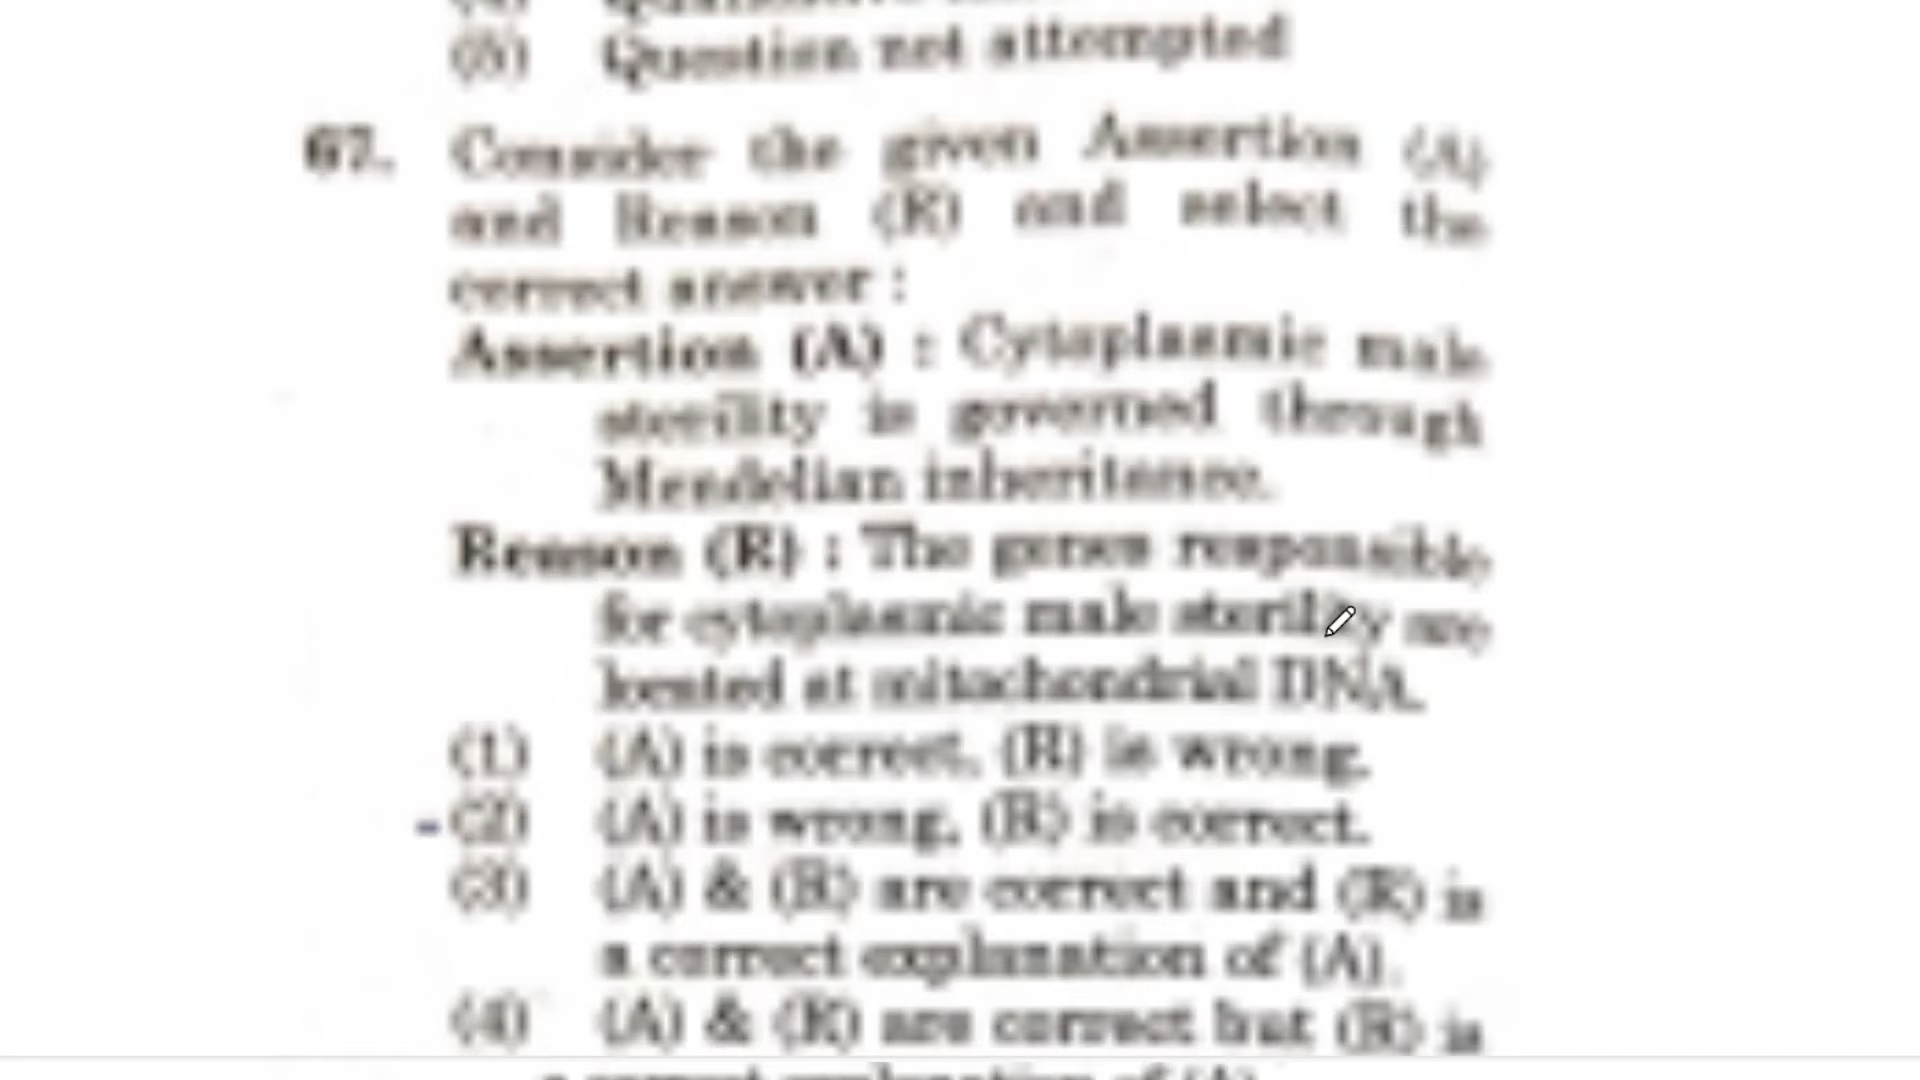 (5) Question not attempted
67. Consider the given Assertion (A)
and Reason (R) and select the
correct answer :
Assertion (A) : Cytoplasmic male
sterility is governed through
Mendelian inheritance.
Reason (R) : The genes responsible
for cytoplasmic male sterility are
located at mitochondrial DNA.
(1) (A) is correct, (R) is wrong.
(2) (A) is wrong, (R) is correct.
(3) (A) & (R) are correct and (R) is
a correct explanation of (A).
(4) (A) & (R) are correct but (R) is
correct explanation of (A)